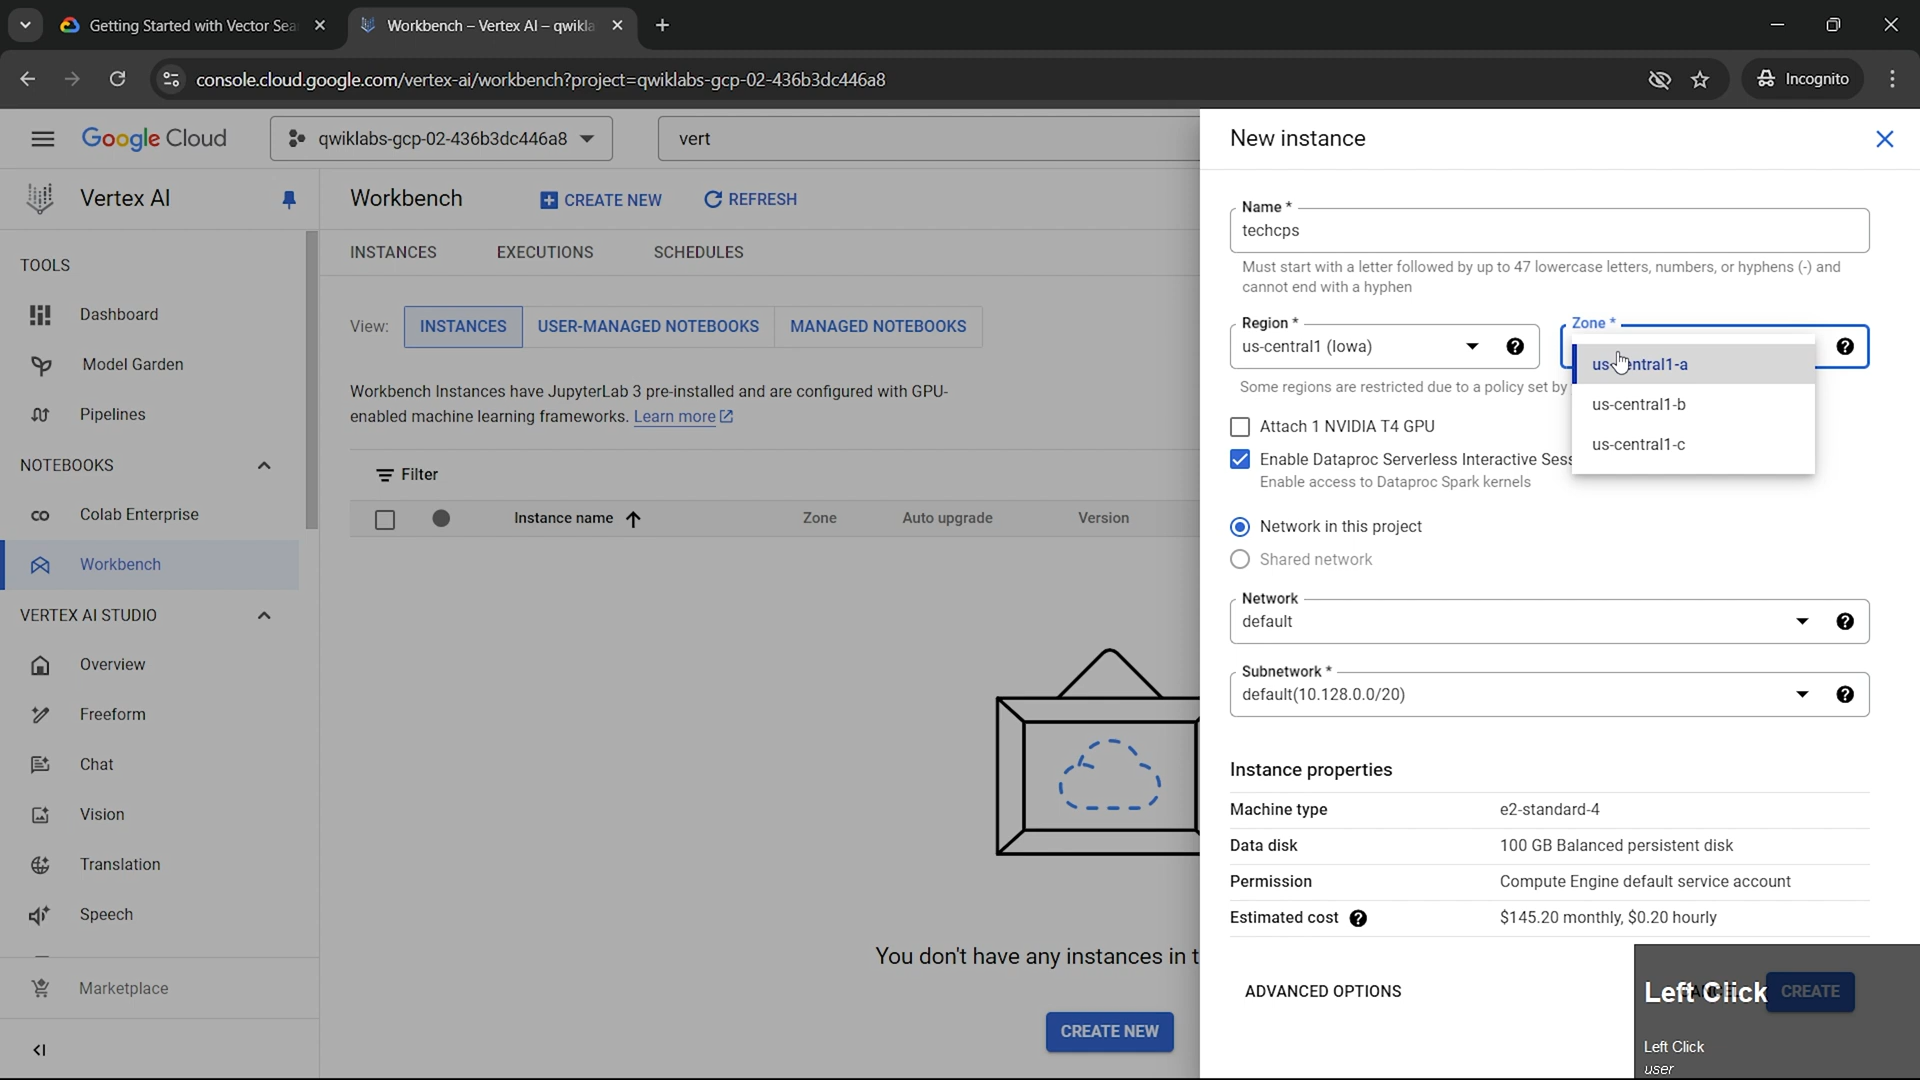 Getting Started with Vector Sea
Workbench – Vertex AI – qwikla
console.cloud.google.com/vertex-ai/workbench?project=qwiklabs-gcp-02-436b3dc446a8
Incognito
Google Cloud
qwiklabs-gcp-02-436b3dc446a8
vert
Vertex AI
TOOLS
Dashboard
Model Garden
Pipelines
NOTEBOOKS
Colab Enterprise
Workbench
VERTEX AI STUDIO
Overview
Freeform
Chat
Vision
Translation
Speech
Marketplace
Workbench
CREATE NEW
REFRESH
INSTANCES
EXECUTIONS
SCHEDULES
View:
INSTANCES
USER-MANAGED NOTEBOOKS
MANAGED NOTEBOOKS
Workbench Instances have JupyterLab 3 pre-installed and are configured with GPU-
enabled machine learning frameworks. Learn more
Filter
Instance name
Zone
Auto upgrade
Version
You don't have any instances in t
CREATE NEW
New instance
Name *
techcps
Must start with a letter followed by up to 47 lowercase letters, numbers, or hyphens (-) and
cannot end with a hyphen
Region *
us-central1 (Iowa)
Zone *
us-central1-a
us-central1-b
us-central1-c
Some regions are restricted due to a policy set by
Attach 1 NVIDIA T4 GPU
Enable Dataproc Serverless Interactive Sess
Enable access to Dataproc Spark kernels
Network in this project
Shared network
Network
default
Subnetwork *
default(10.128.0.0/20)
Instance properties
Machine type
e2-standard-4
Data disk
100 GB Balanced persistent disk
Permission
Compute Engine default service account
Estimated cost
$145.20 monthly, $0.20 hourly
ADVANCED OPTIONS
CREATE
Left Click
Left Click
user